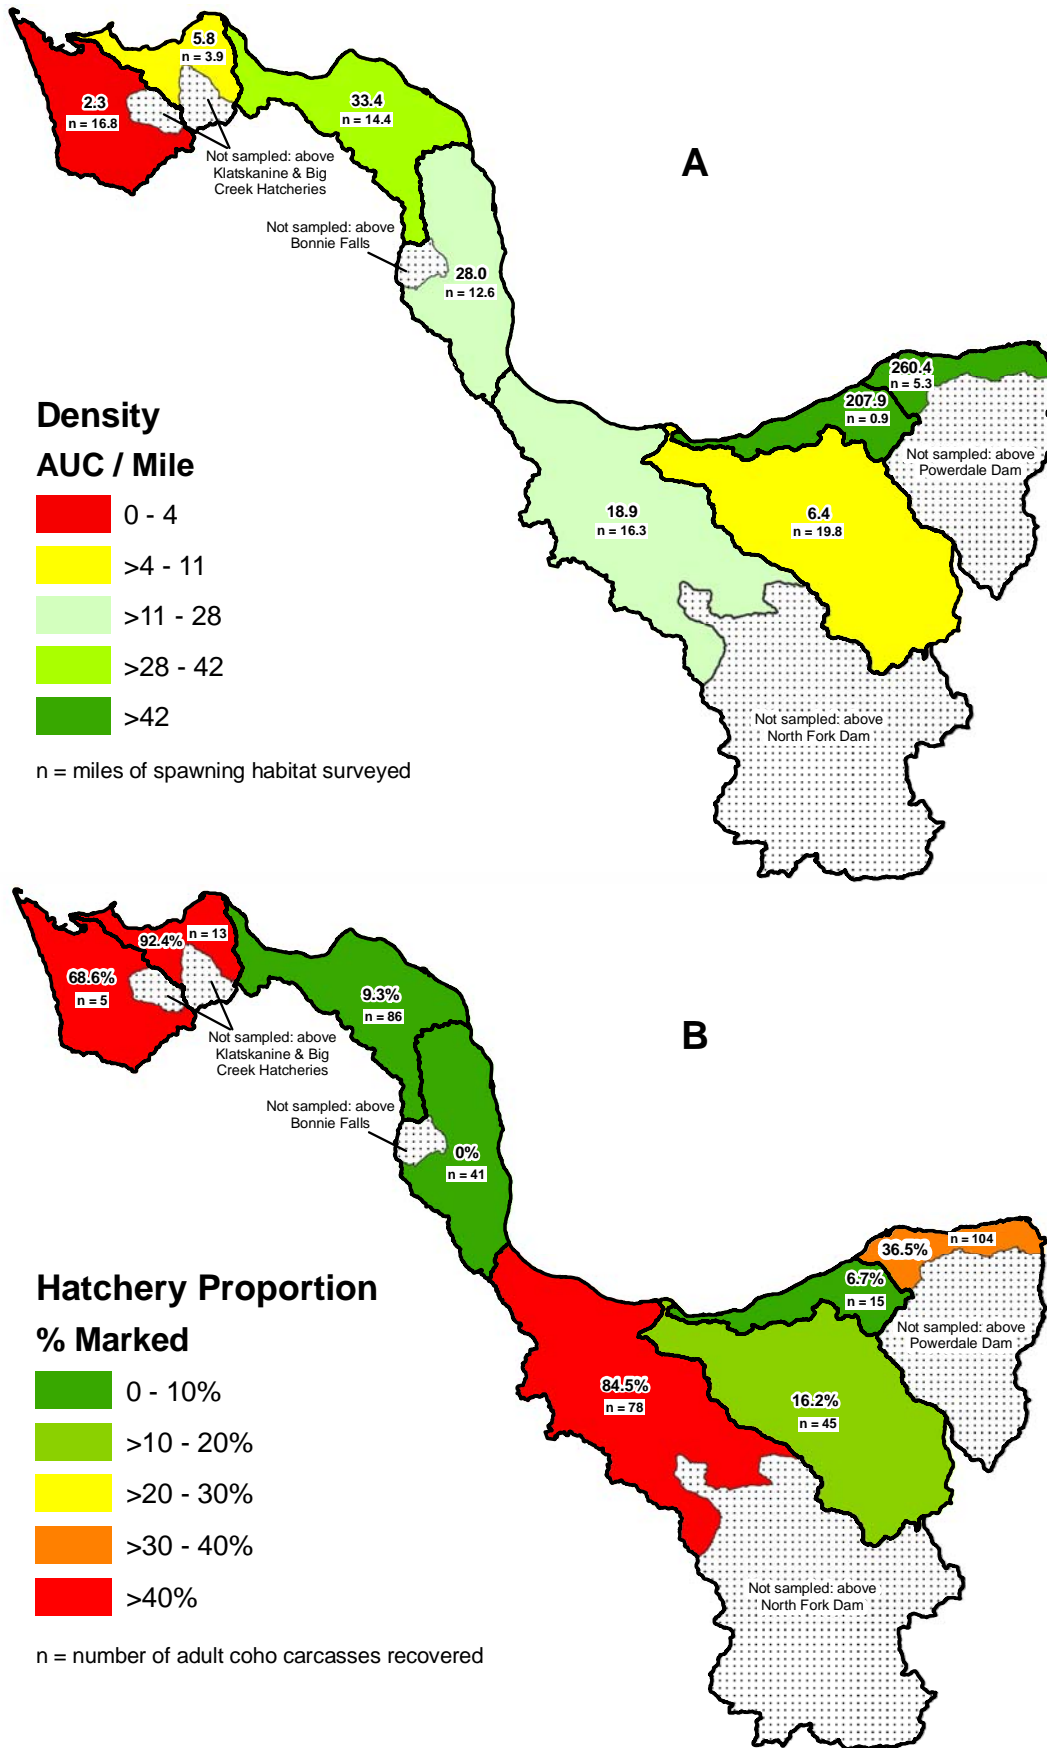 5.8
n = 3.9
2.3
n = 16.8
33.4
n = 14.4
Not sampled: above
Klatskanine & Big
Creek Hatcheries
A
Not sampled: above
Bonnie Falls
28.0
n = 12.6
260.4
n = 5.3
207.9
n = 0.9
Not sampled: above
Powerdale Dam
18.9
n = 16.3
6.4
n = 19.8
Not sampled: above
North Fork Dam
Density
AUC / Mile
0 - 4
>4 - 11
>11 - 28
>28 - 42
>42
n = miles of spawning habitat surveyed
92.4%
n = 13
68.6%
n = 5
9.3%
n = 86
Not sampled: above
Klatskanine & Big
Creek Hatcheries
B
Not sampled: above
Bonnie Falls
0%
n = 41
36.5%
n = 104
6.7%
n = 15
Not sampled: above
Powerdale Dam
84.5%
n = 78
16.2%
n = 45
Not sampled: above
North Fork Dam
Hatchery Proportion
% Marked
0 - 10%
>10 - 20%
>20 - 30%
>30 - 40%
>40%
n = number of adult coho carcasses recovered